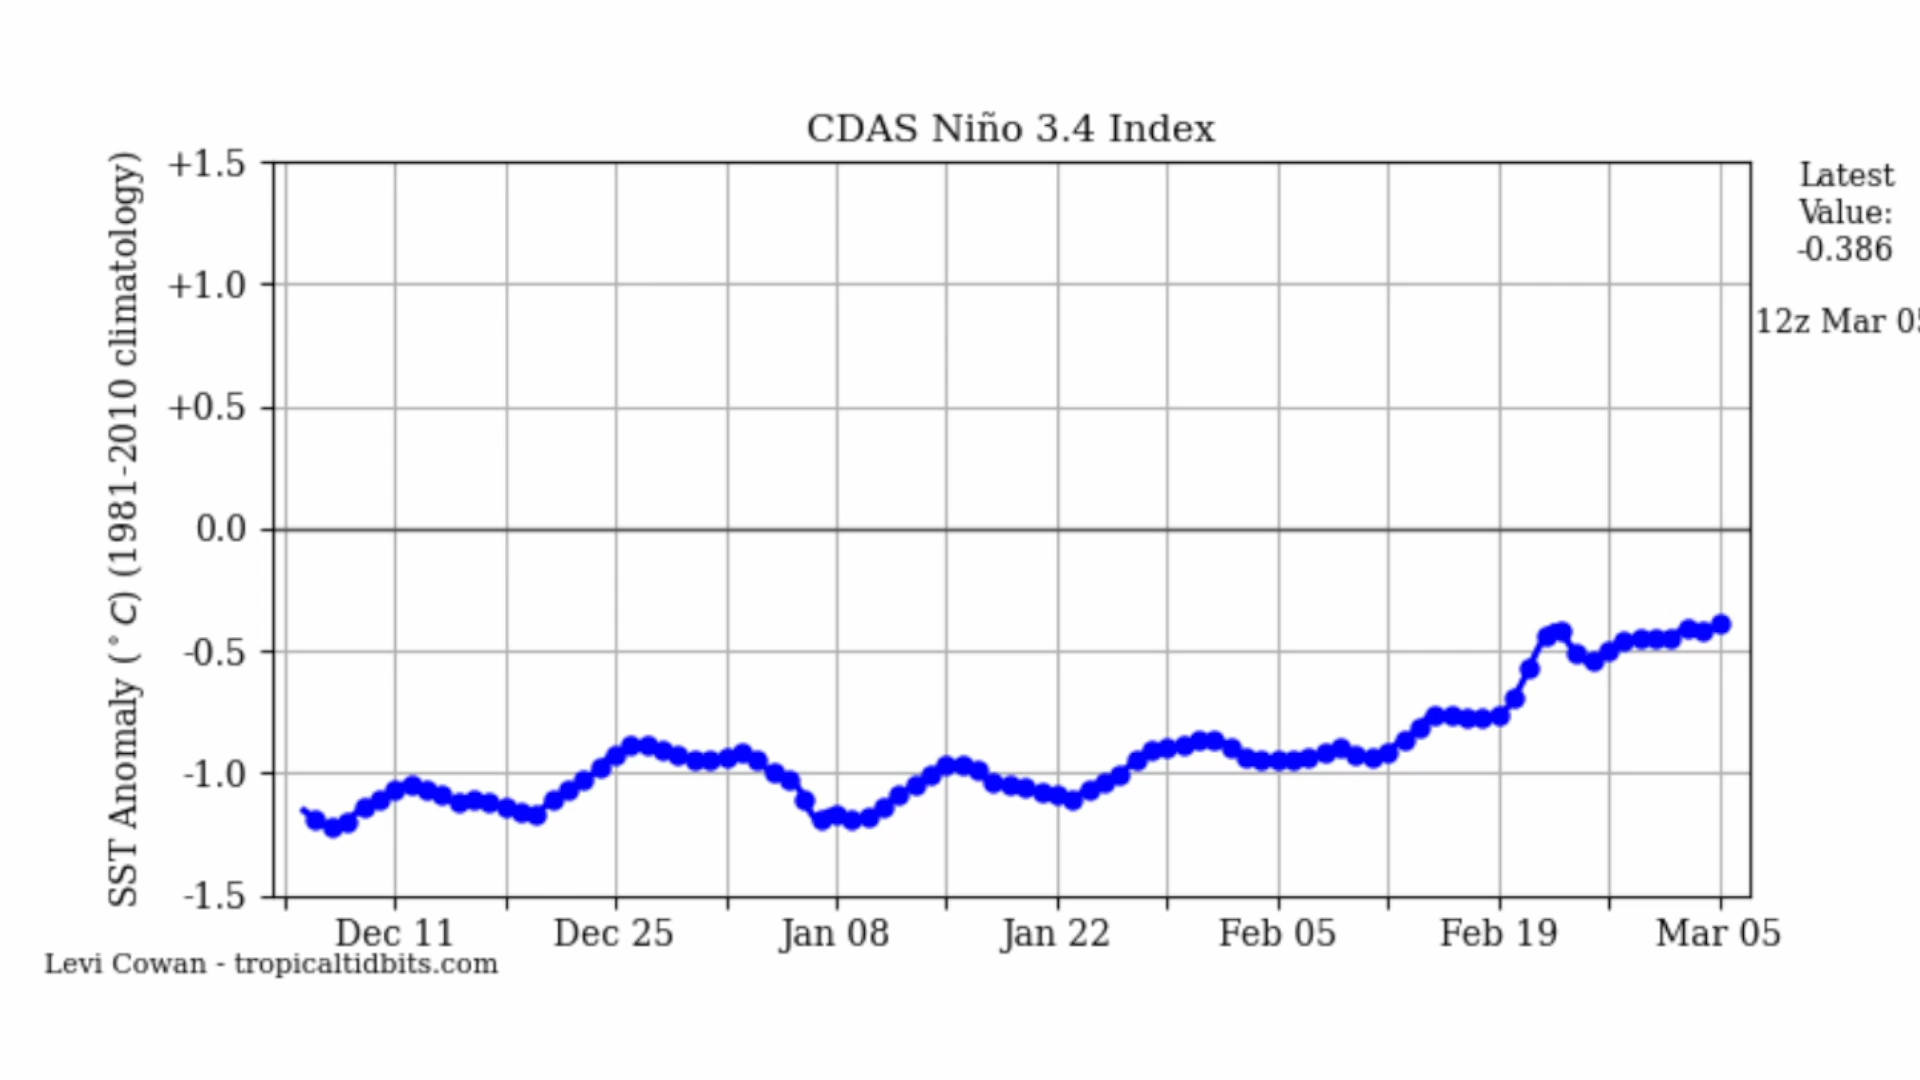 CDAS Niño 3.4 Index
SST Anomaly (°C) (1981-2010 climatology)
+1.5
+1.0
+0.5
0.0
-0.5
-1.0
-1.5
Dec 11
Dec 25
Jan 08
Jan 22
Feb 05
Feb 19
Mar 05
Latest
Value:
-0.386
12z Mar 05
Levi Cowan - tropicaltidbits.com